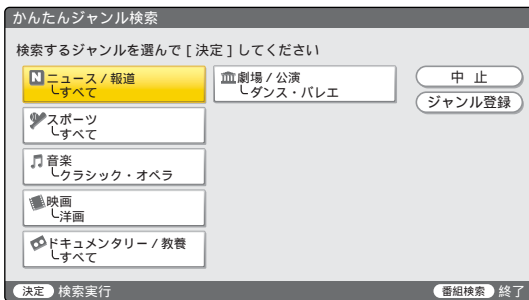 かんたんジャンル検索
検索するジャンルを選んで [ 決定 ] してください
N ニュース / 報道
└すべて
スポーツ
└すべて
音楽
└クラシック・オペラ
映画
└洋画
ドキュメンタリー / 教養
└すべて
劇場 / 公演
└ダンス・バレエ
中 止
ジャンル登録
決定 検索実行
番組検索 終了